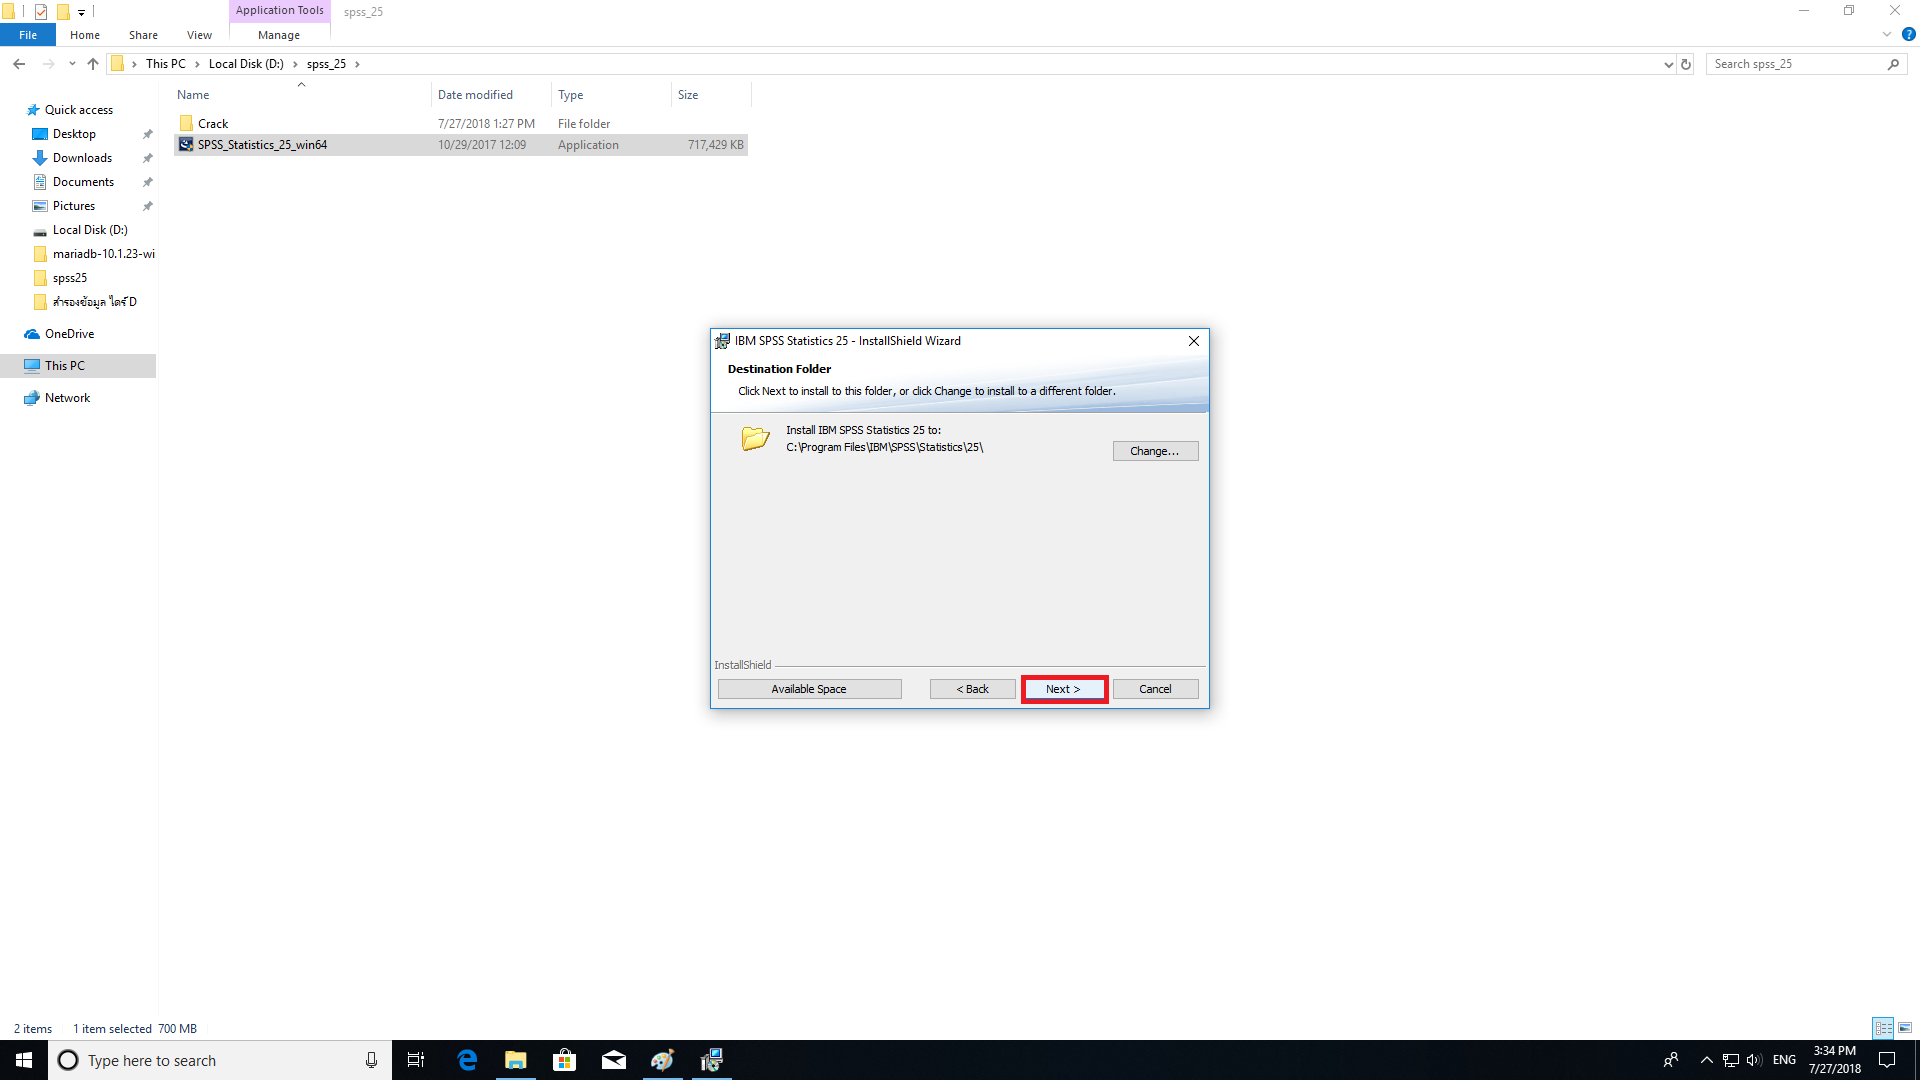 Application Tools
spss_25
File
Home
Share
View
Manage
This PC
Local Disk (D:)
spss_25
Search spss_25
Name
Date modified
Type
Size
Crack
7/27/2018 1:27 PM
File folder
SPSS_Statistics_25_win64
10/29/2017 12:09
Application
717,429 KB
Quick access
Desktop
Downloads
Documents
Pictures
Local Disk (D:)
mariadb-10.1.23-wi
spss25
สำรองข้อมูล ไดร์ D
OneDrive
This PC
Network
IBM SPSS Statistics 25 - InstallShield Wizard
Destination Folder
Click Next to install to this folder, or click Change to install to a different folder.
Install IBM SPSS Statistics 25 to:
C:\Program Files\IBM\SPSS\Statistics\25\
Change...
InstallShield
Available Space
< Back
Next >
Cancel
2 items
1 item selected 700 MB
Type here to search
ENG
3:34 PM
7/27/2018